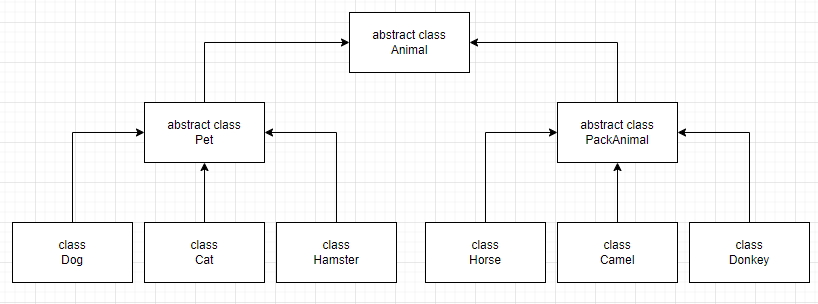 abstract class
Animal
abstract class
Pet
abstract class
PackAnimal
class
Dog
class
Cat
class
Hamster
class
Horse
class
Camel
class
Donkey